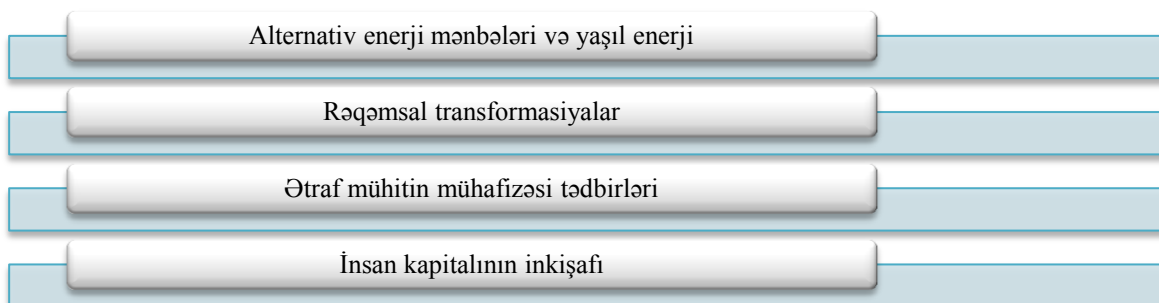 Alternativ enerji mənbələri və yaşıl enerji
Rəqəmsal transformasiyalar
Ətraf mühitin mühafizəsi tədbirləri
İnsan kapitalının inkişafı